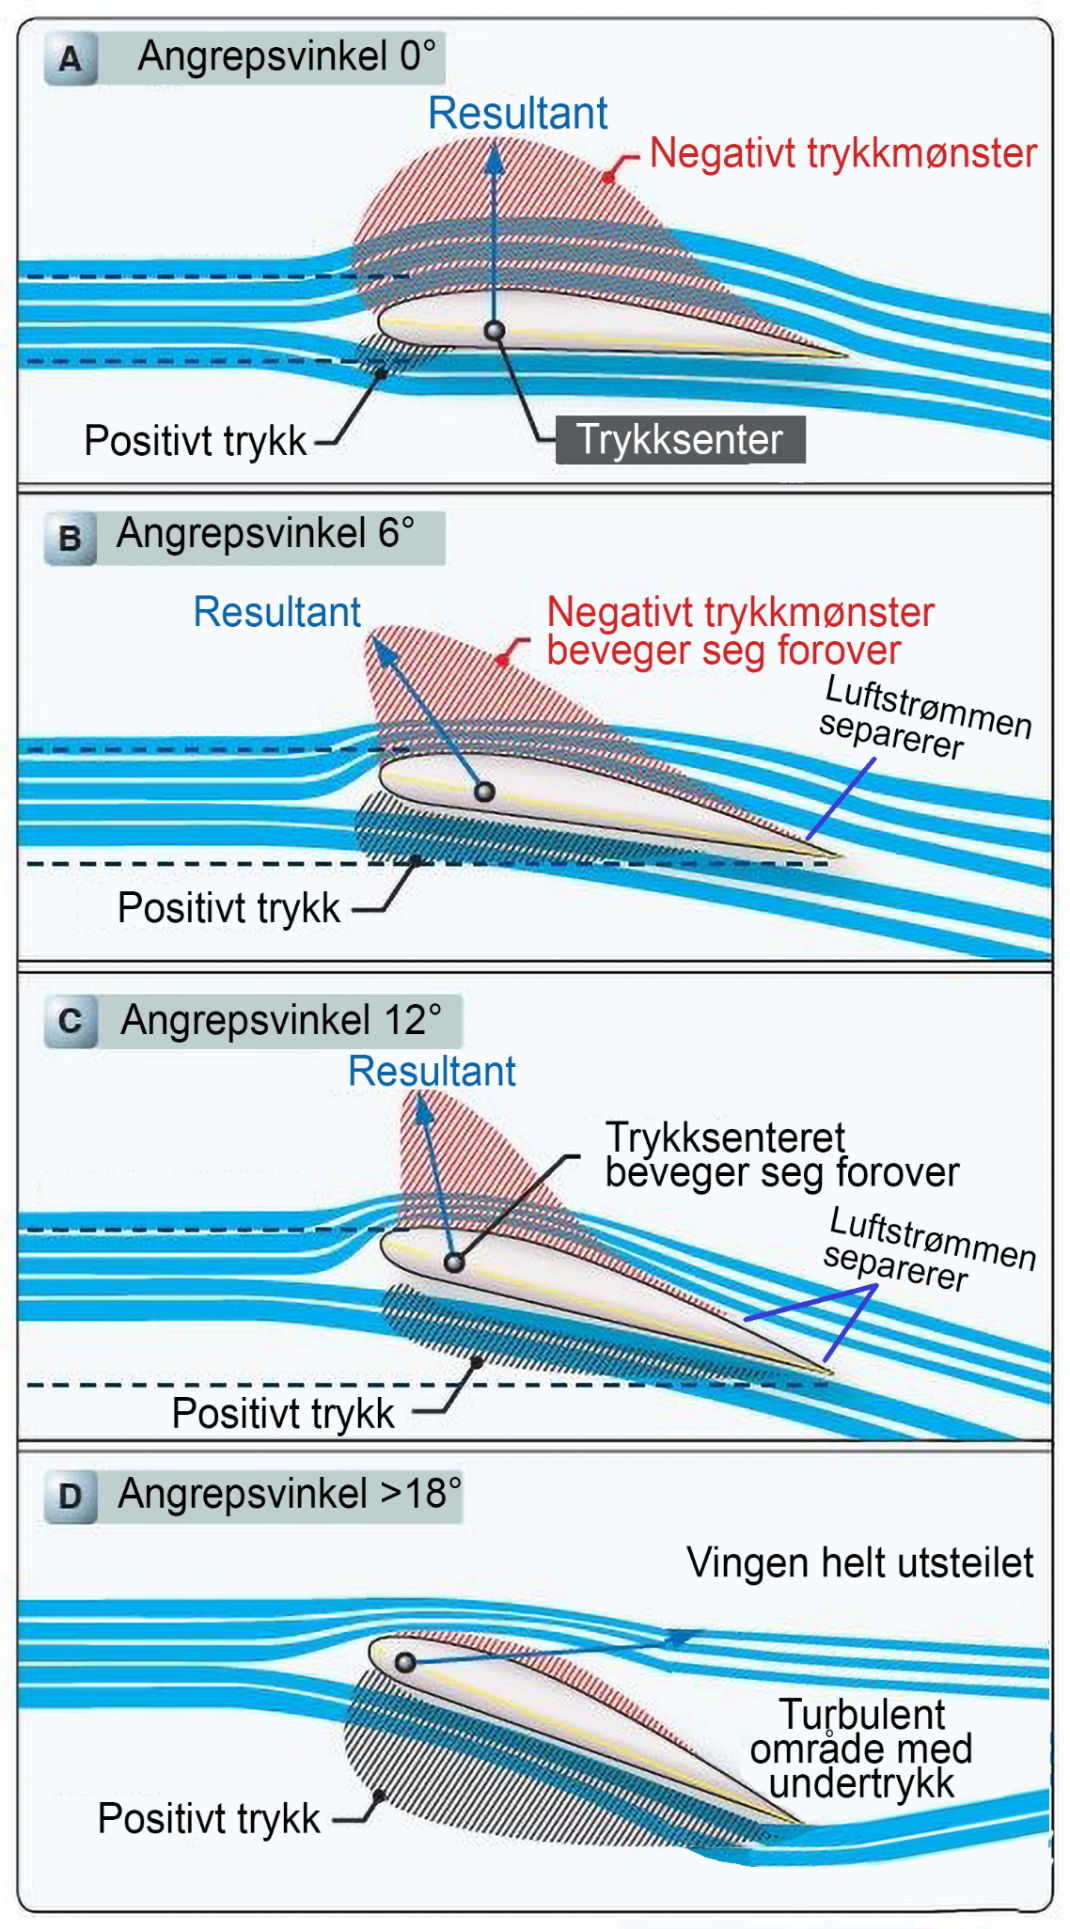 A Angrepsvinkel 0°
Resultant
Negativt trykkmønster
Positivt trykk
Trykksenter
B Angrepsvinkel 6°
Resultant
Negativt trykkmønster
beveger seg forover
Luftstrømmen
separerer
Positivt trykk
C Angrepsvinkel 12°
Resultant
Trykksenteret
beveger seg forover
Luftstrømmen
separerer
Positivt trykk
D Angrepsvinkel >18°
Vingen helt utsteilet
Turbulent
område med
undertrykk
Positivt trykk